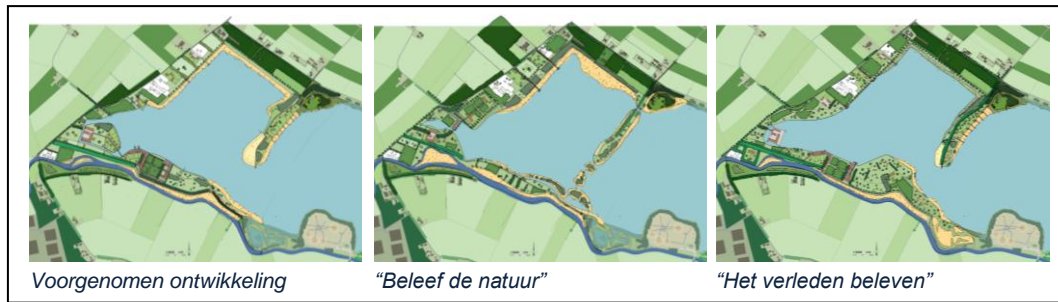 Voorgenomen ontwikkeling
“Beleef de natuur”
“Het verleden beleven”